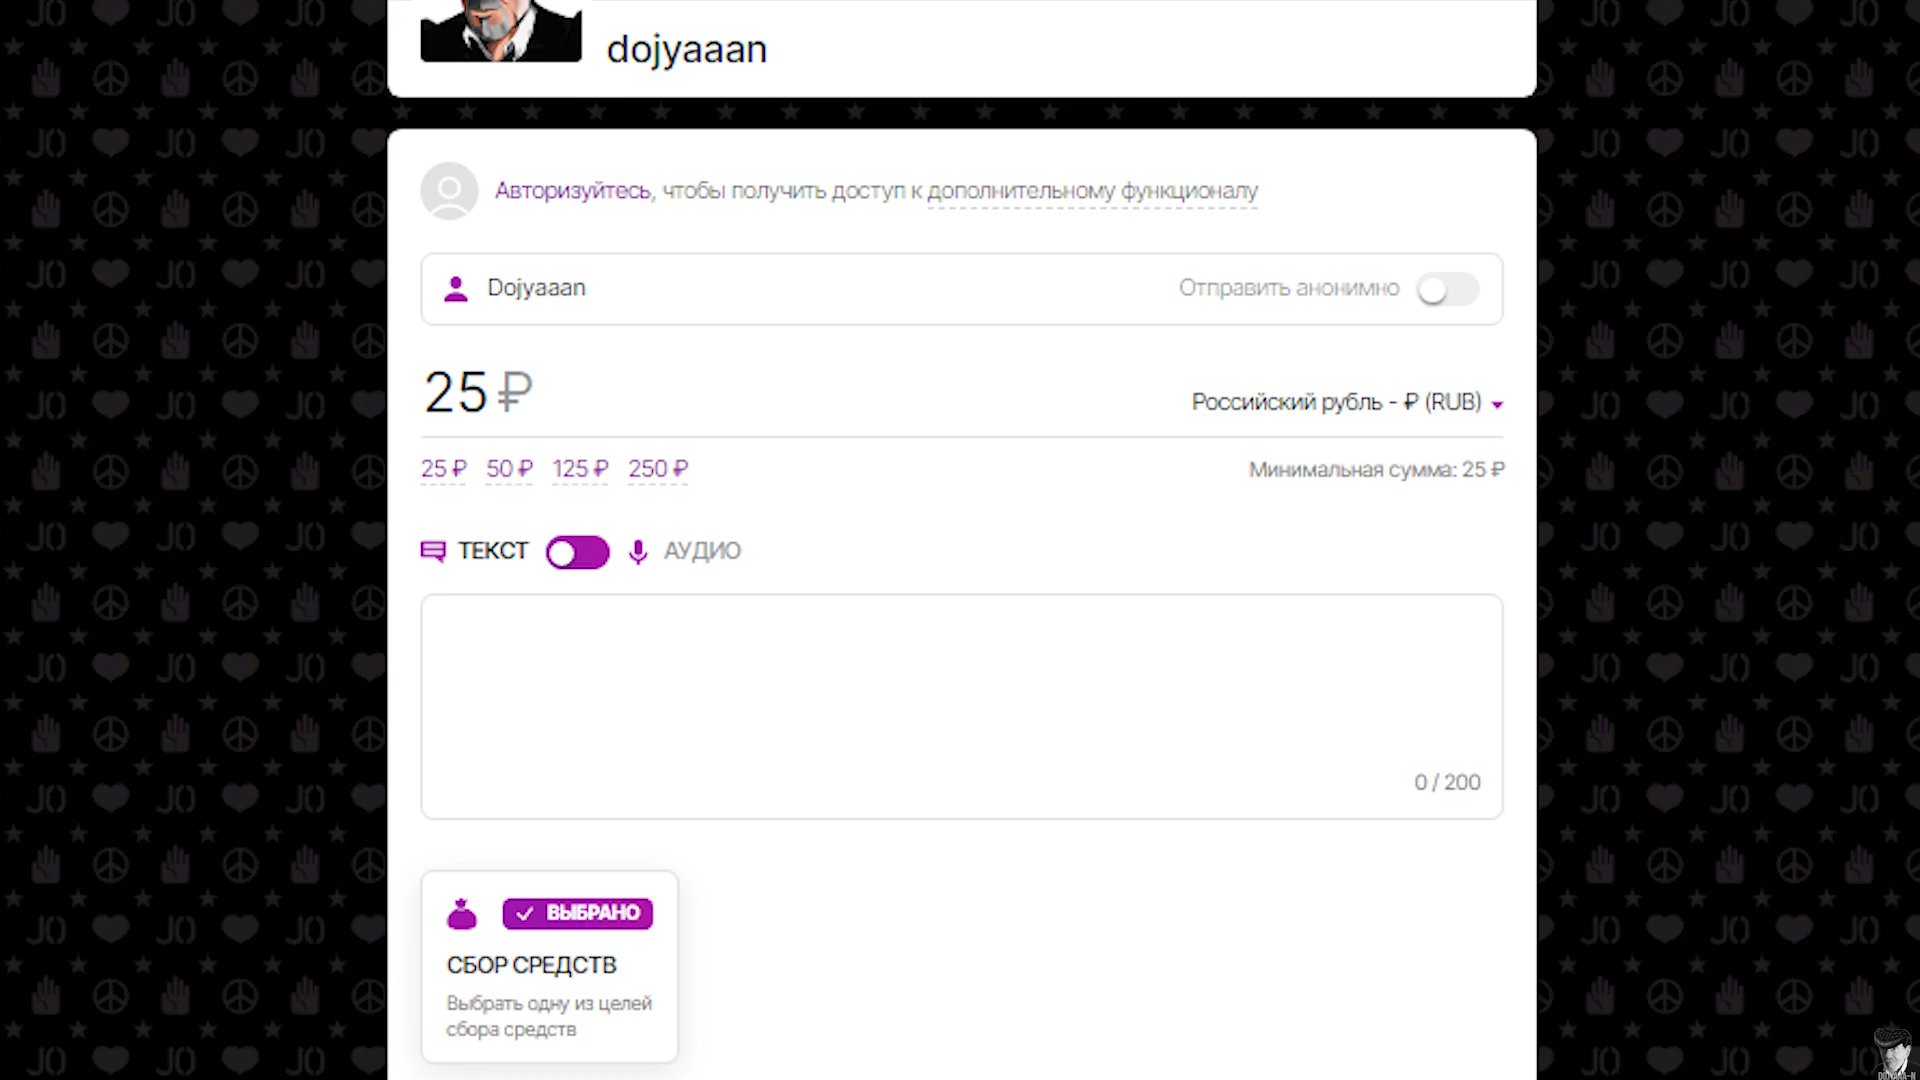 dojyaaan
Авторизуйтесь, чтобы получить доступ к дополнительному функционалу
Dojyaaan
Отправить анонимно
25 ₽
Российский рубль - ₽ (RUB)
25 ₽ 50 ₽ 125 ₽ 250 ₽
Минимальная сумма: 25 ₽
ТЕКСТ
АУДИО
0 / 200
ВЫБРАНО
СБОР СРЕДСТВ
Выбрать одну из целей
сбора средств